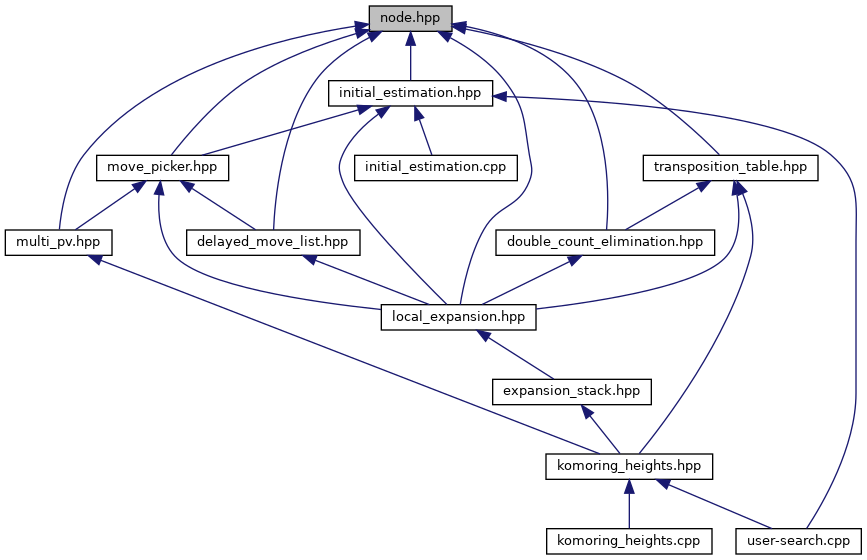 node.hpp
initial_estimation.hpp
move_picker.hpp
initial_estimation.cpp
transposition_table.hpp
multi_pv.hpp
delayed_move_list.hpp
double_count_elimination.hpp
local_expansion.hpp
expansion_stack.hpp
komoring_heights.hpp
komoring_heights.cpp
user-search.cpp